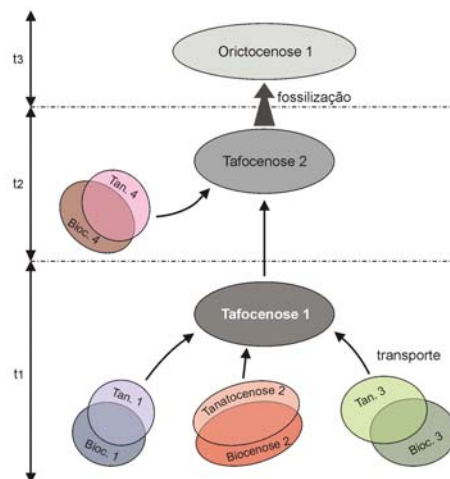 t3
Orictocenose 1
fossilização
t2
Tafocenose 2
Tan. 4
Bioc. 4
t1
Tafocenose 1
transporte
Tan. 1
Bioc. 1
Tanatocenose 2
Biocenose 2
Tan. 3
Bioc. 3